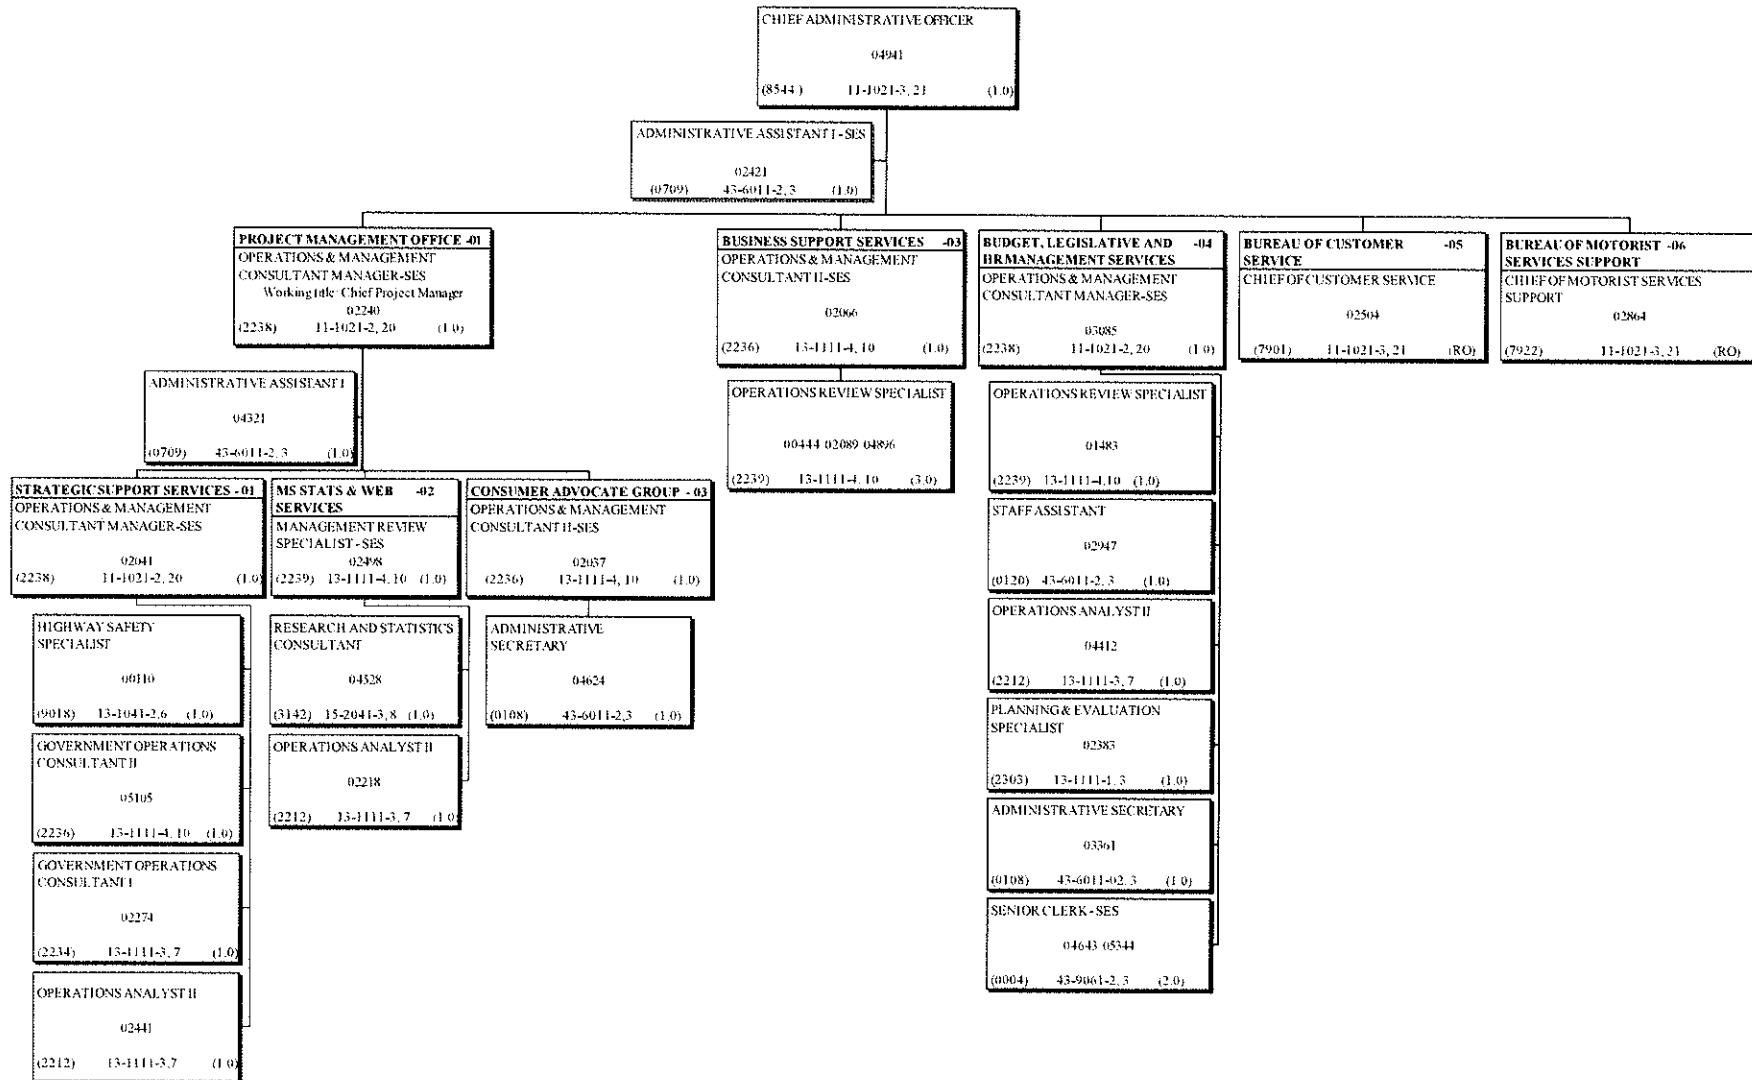 CHIEF ADMINISTRATIVE OFFICER
04941
(8544) 11-1021-3, 21 (1.0)
ADMINISTRATIVE ASSISTANT I - SES
02421
(0709) 43-6011-2, 3 (1.0)
PROJECT MANAGEMENT OFFICE -01
OPERATIONS & MANAGEMENT
CONSULTANT MANAGER-SES
Working title: Chief Project Manager
02240
(2238) 11-1021-2, 20 (1.0)
BUSINESS SUPPORT SERVICES -03
OPERATIONS & MANAGEMENT
CONSULTANT II-SES
02066
(2236) 13-1111-4, 10 (1.0)
BUDGET, LEGISLATIVE AND -04
HR MANAGEMENT SERVICES
OPERATIONS & MANAGEMENT
CONSULTANT MANAGER-SES
03085
(2238) 11-1021-2, 20 (1.0)
BUREAU OF CUSTOMER -05
SERVICE
CHIEF OF CUSTOMER SERVICE
02504
(7901) 11-1021-3, 21 (RO)
BUREAU OF MOTORIST -06
SERVICES SUPPORT
CHIEF OF MOTORIST SERVICES
SUPPORT
02864
(7922) 11-1021-3, 21 (RO)
ADMINISTRATIVE ASSISTANT I
04321
(0709) 43-6011-2, 3 (1.0)
OPERATIONS REVIEW SPECIALIST
00444 02089 04896
(2239) 13-1111-4, 10 (3.0)
OPERATIONS REVIEW SPECIALIST
01483
(2239) 13-1111-4,10 (1.0)
STAFF ASSISTANT
02947
(0120) 43-6011-2, 3 (1.0)
OPERATIONS ANALYST II
04412
(2212) 13-1111-3, 7 (1.0)
PLANNING & EVALUATION
SPECIALIST
02383
(2303) 13-1111-1, 3 (1.0)
ADMINISTRATIVE SECRETARY
03361
(0108) 43-6011-02, 3 (1.0)
SENIOR CLERK - SES
04643 05344
(0004) 43-9061-2, 3 (2.0)
STRATEGIC SUPPORT SERVICES - 01
OPERATIONS & MANAGEMENT
CONSULTANT MANAGER-SES
02041
(2238) 11-1021-2, 20 (1.0)
MS STATS & WEB -02
SERVICES
MANAGEMENT REVIEW
SPECIALIST - SES
02498
(2239) 13-1111-4, 10 (1.0)
CONSUMER ADVOCATE GROUP - 03
OPERATIONS & MANAGEMENT
CONSULTANT II-SES
02037
(2236) 13-1111-4, 10 (1.0)
HIGHWAY SAFETY
SPECIALIST
00110
(9018) 13-1041-2,6 (1.0)
GOVERNMENT OPERATIONS
CONSULTANT II
05105
(2236) 13-1111-4, 10 (1.0)
GOVERNMENT OPERATIONS
CONSULTANT I
02274
(2234) 13-1111-3, 7 (1.0)
OPERATIONS ANALYST II
02441
(2212) 13-1111-3,7 (1.0)
RESEARCH AND STATISTICS
CONSULTANT
04528
(3142) 15-2041-3, 8 (1.0)
OPERATIONS ANALYST II
02218
(2212) 13-1111-3, 7 (1.0)
ADMINISTRATIVE
SECRETARY
04624
(0108) 43-6011-2,3 (1.0)